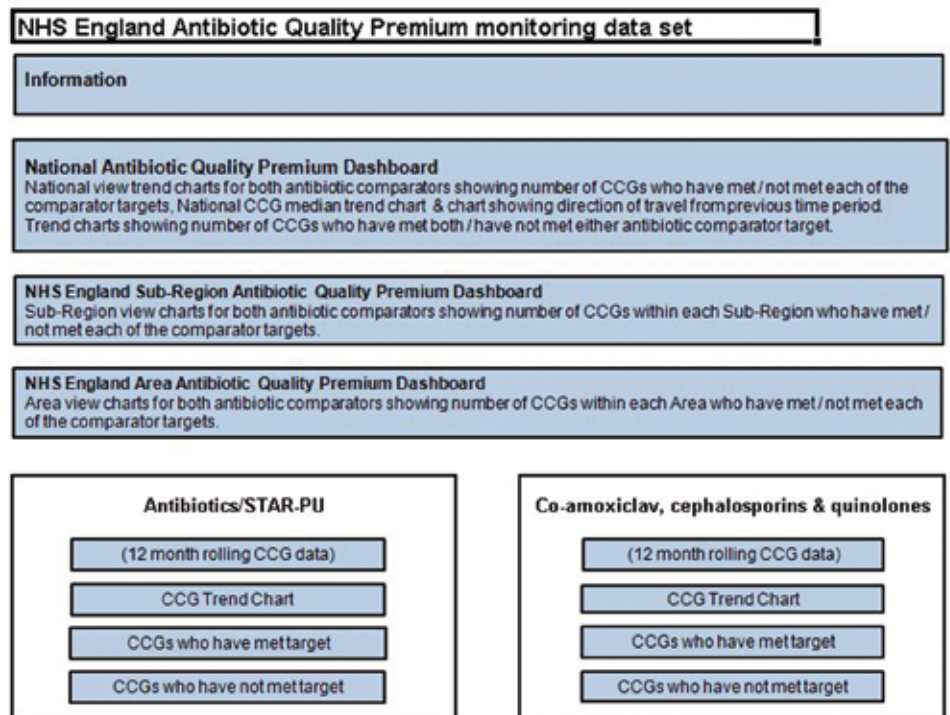 NHS England Antibiotic Quality Premium monitoring data set
Information
National Antibiotic Quality Premium Dashboard
National view trend charts for both antibiotic comparators showing number of CCGs who have met / not met each of the
comparator targets, National CCG median trend chart & chart showing direction of travel from previous time period.
Trend charts showing number of CCGs who have met both / have not met either antibiotic comparator target.
NHS England Sub-Region Antibiotic Quality Premium Dashboard
Sub-Region view charts for both antibiotic comparators showing number of CCGs within each Sub-Region who have met /
not met each of the comparator targets.
NHS England Area Antibiotic Quality Premium Dashboard
Area view charts for both antibiotic comparators showing number of CCGs within each Area who have met / not met each
of the comparator targets.
Antibiotics/STAR-PU
(12 month rolling CCG data)
CCG Trend Chart
CCGs who have met target
CCGs who have not met target
Co-amoxiclav, cephalosporins & quinolones
(12 month rolling CCG data)
CCG Trend Chart
CCGs who have met target
CCGs who have not met target